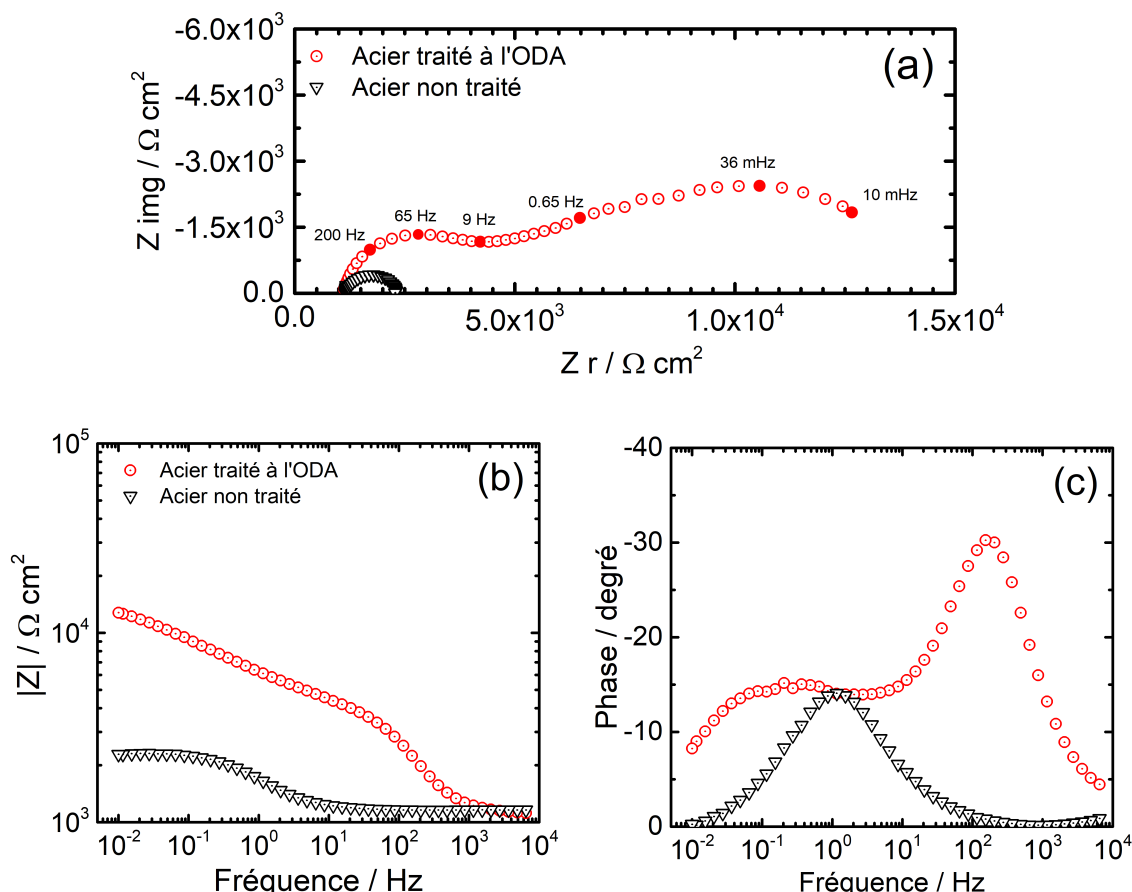 -6.0x10³
-4.5x10³
-3.0x10³
-1.5x10³
0.0
Z img / Ω cm²
Acier traité à l'ODA
Acier non traité
(a)
200 Hz
65 Hz
9 Hz
0.65 Hz
36 mHz
10 mHz
0.0
5.0x10³
1.0x10⁴
1.5x10⁴
Z r / Ω cm²
10⁵
10⁴
10³
|Z| / Ω cm²
Acier traité à l'ODA
Acier non traité
(b)
10⁻² 10⁻¹ 10⁰ 10¹ 10² 10³ 10⁴
Fréquence / Hz
-40
-30
-20
-10
0
Phase / degré
(c)
10⁻² 10⁻¹ 10⁰ 10¹ 10² 10³ 10⁴
Fréquence / Hz